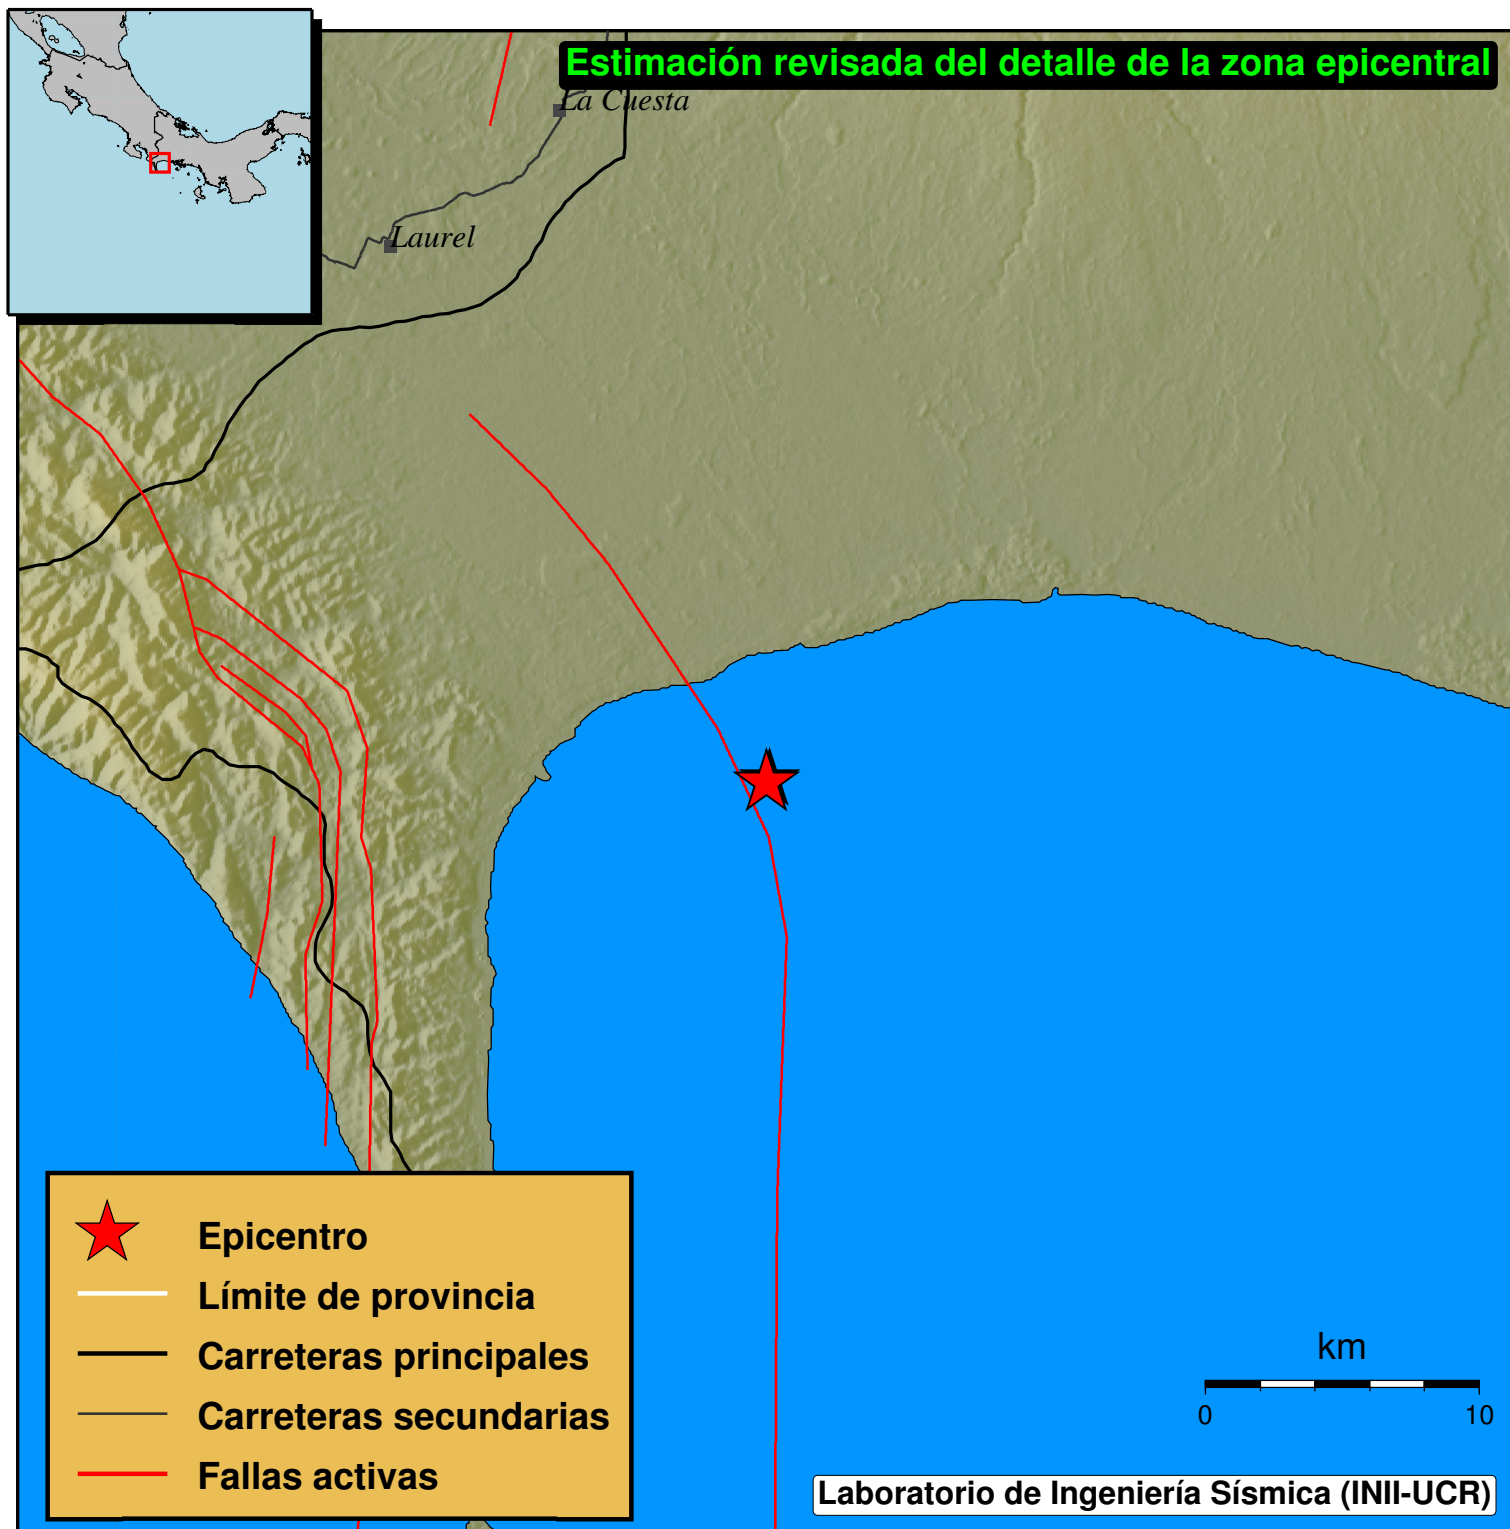 Estimación revisada del detalle de la zona epicentral
La Cuesta
Laurel
Epicentro
Límite de provincia
Carreteras principales
Carreteras secundarias
Fallas activas
km
0 10
Laboratorio de Ingeniería Sísmica (INII-UCR)